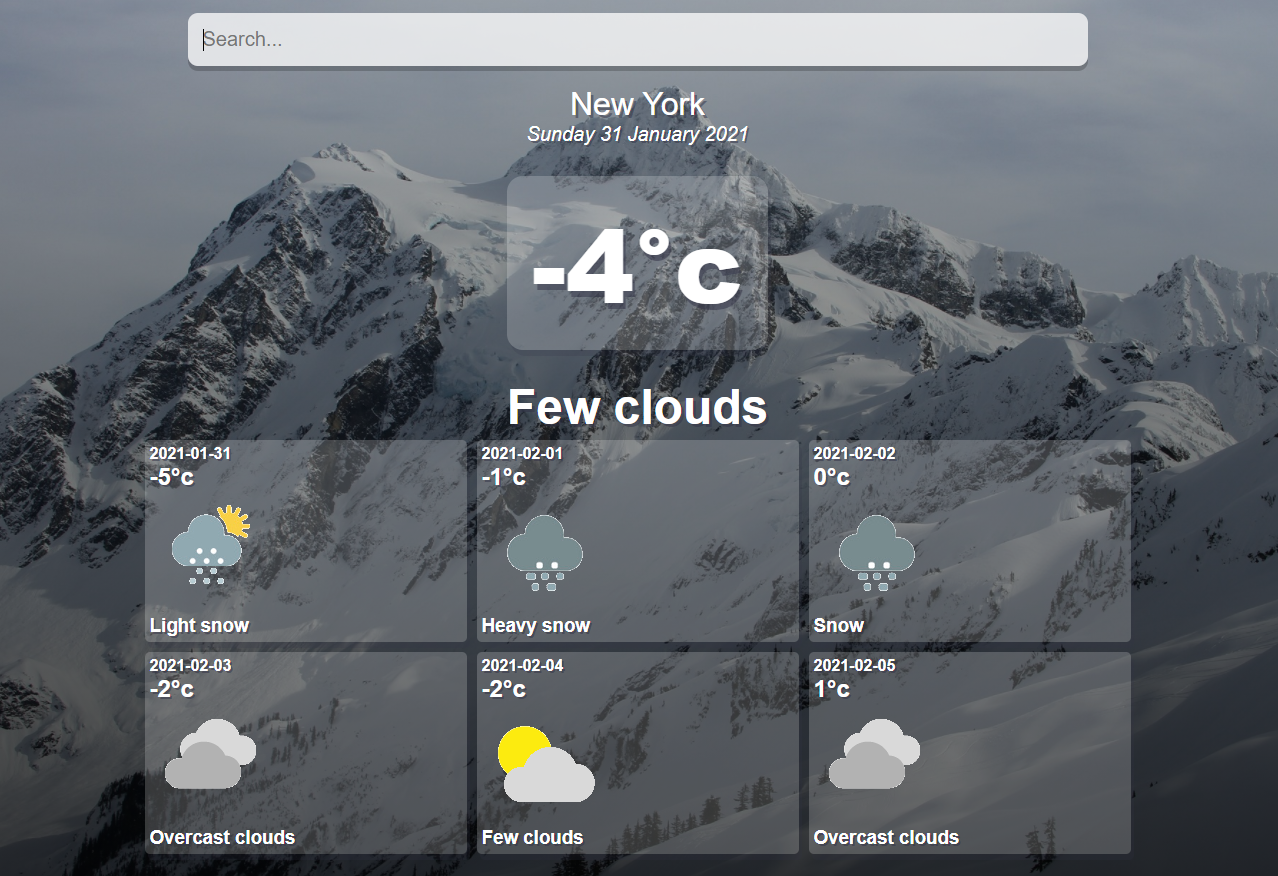 Search...
New York
Sunday 31 January 2021
-4°c
Few clouds
2021-01-31
-5°c
Light snow
2021-02-01
-1°c
Heavy snow
2021-02-02
0°c
Snow
2021-02-03
-2°c
Overcast clouds
2021-02-04
-2°c
Few clouds
2021-02-05
1°c
Overcast clouds